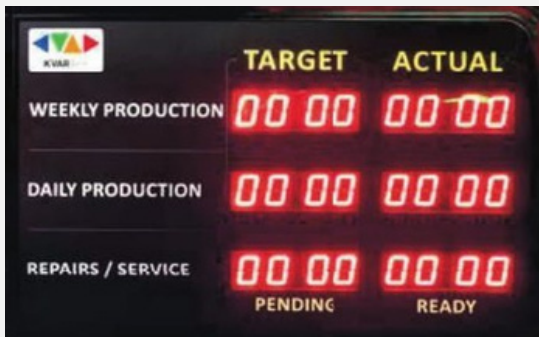 KVAR
TARGET ACTUAL
WEEKLY PRODUCTION 00 00 00 00
DAILY PRODUCTION 00 00 00 00
REPAIRS / SERVICE 00 00 00 00
PENDING READY